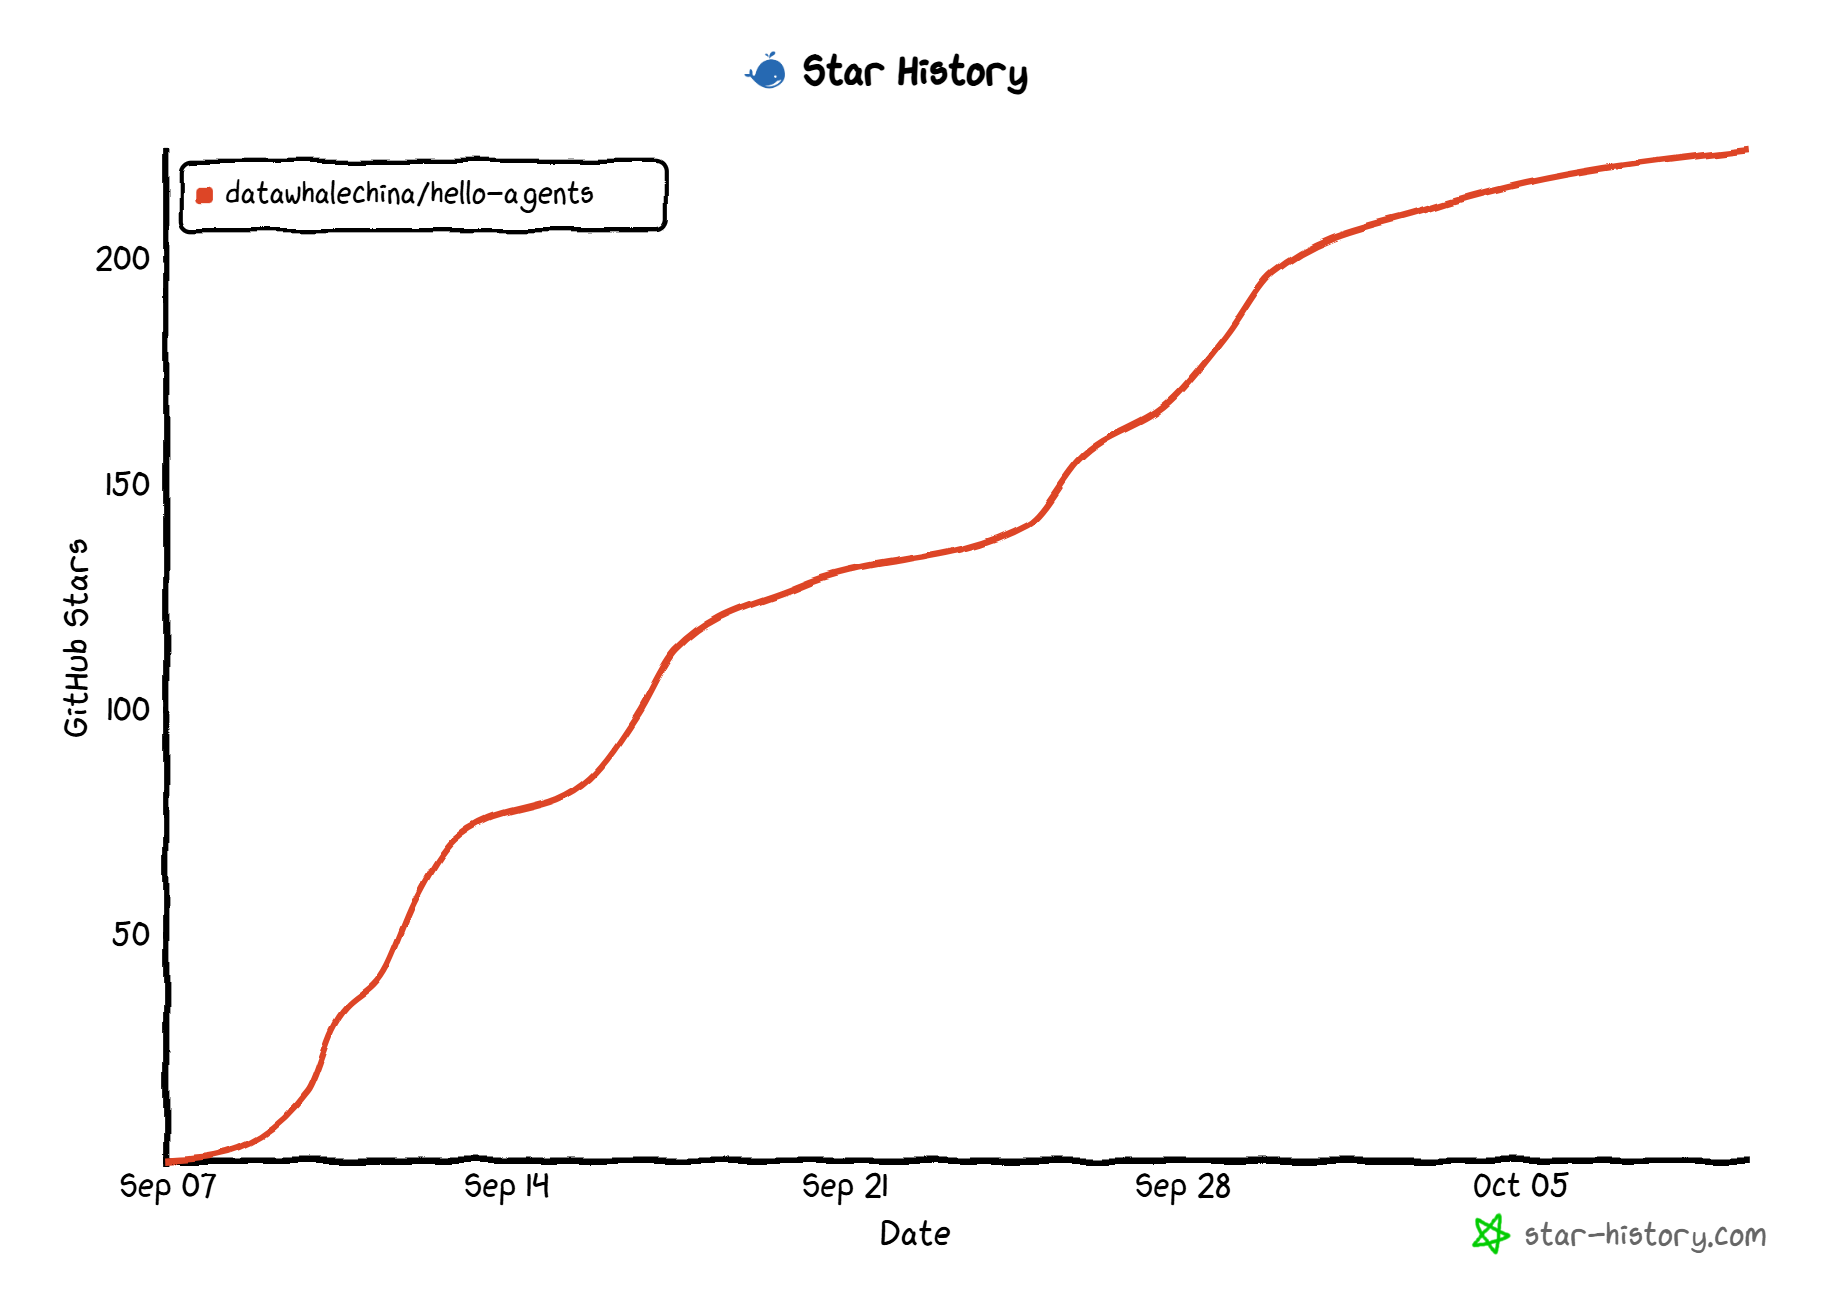 Star History
datawhalechina/hello-agents
200
150
100
50
GitHub Stars
Sep 07
Sep 14
Sep 21
Sep 28
Oct 05
Date
star-history.com